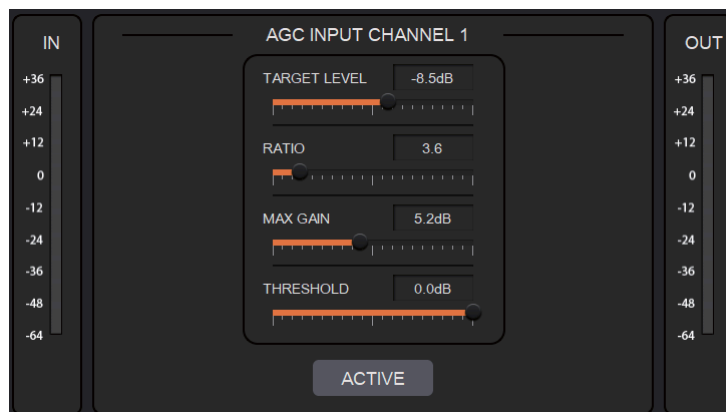 IN
+36
+24
+12
0
-12
-24
-36
-48
-64
AGC INPUT CHANNEL 1
TARGET LEVEL -8.5dB
RATIO 3.6
MAX GAIN 5.2dB
THRESHOLD 0.0dB
ACTIVE
OUT
+36
+24
+12
0
-12
-24
-36
-48
-64